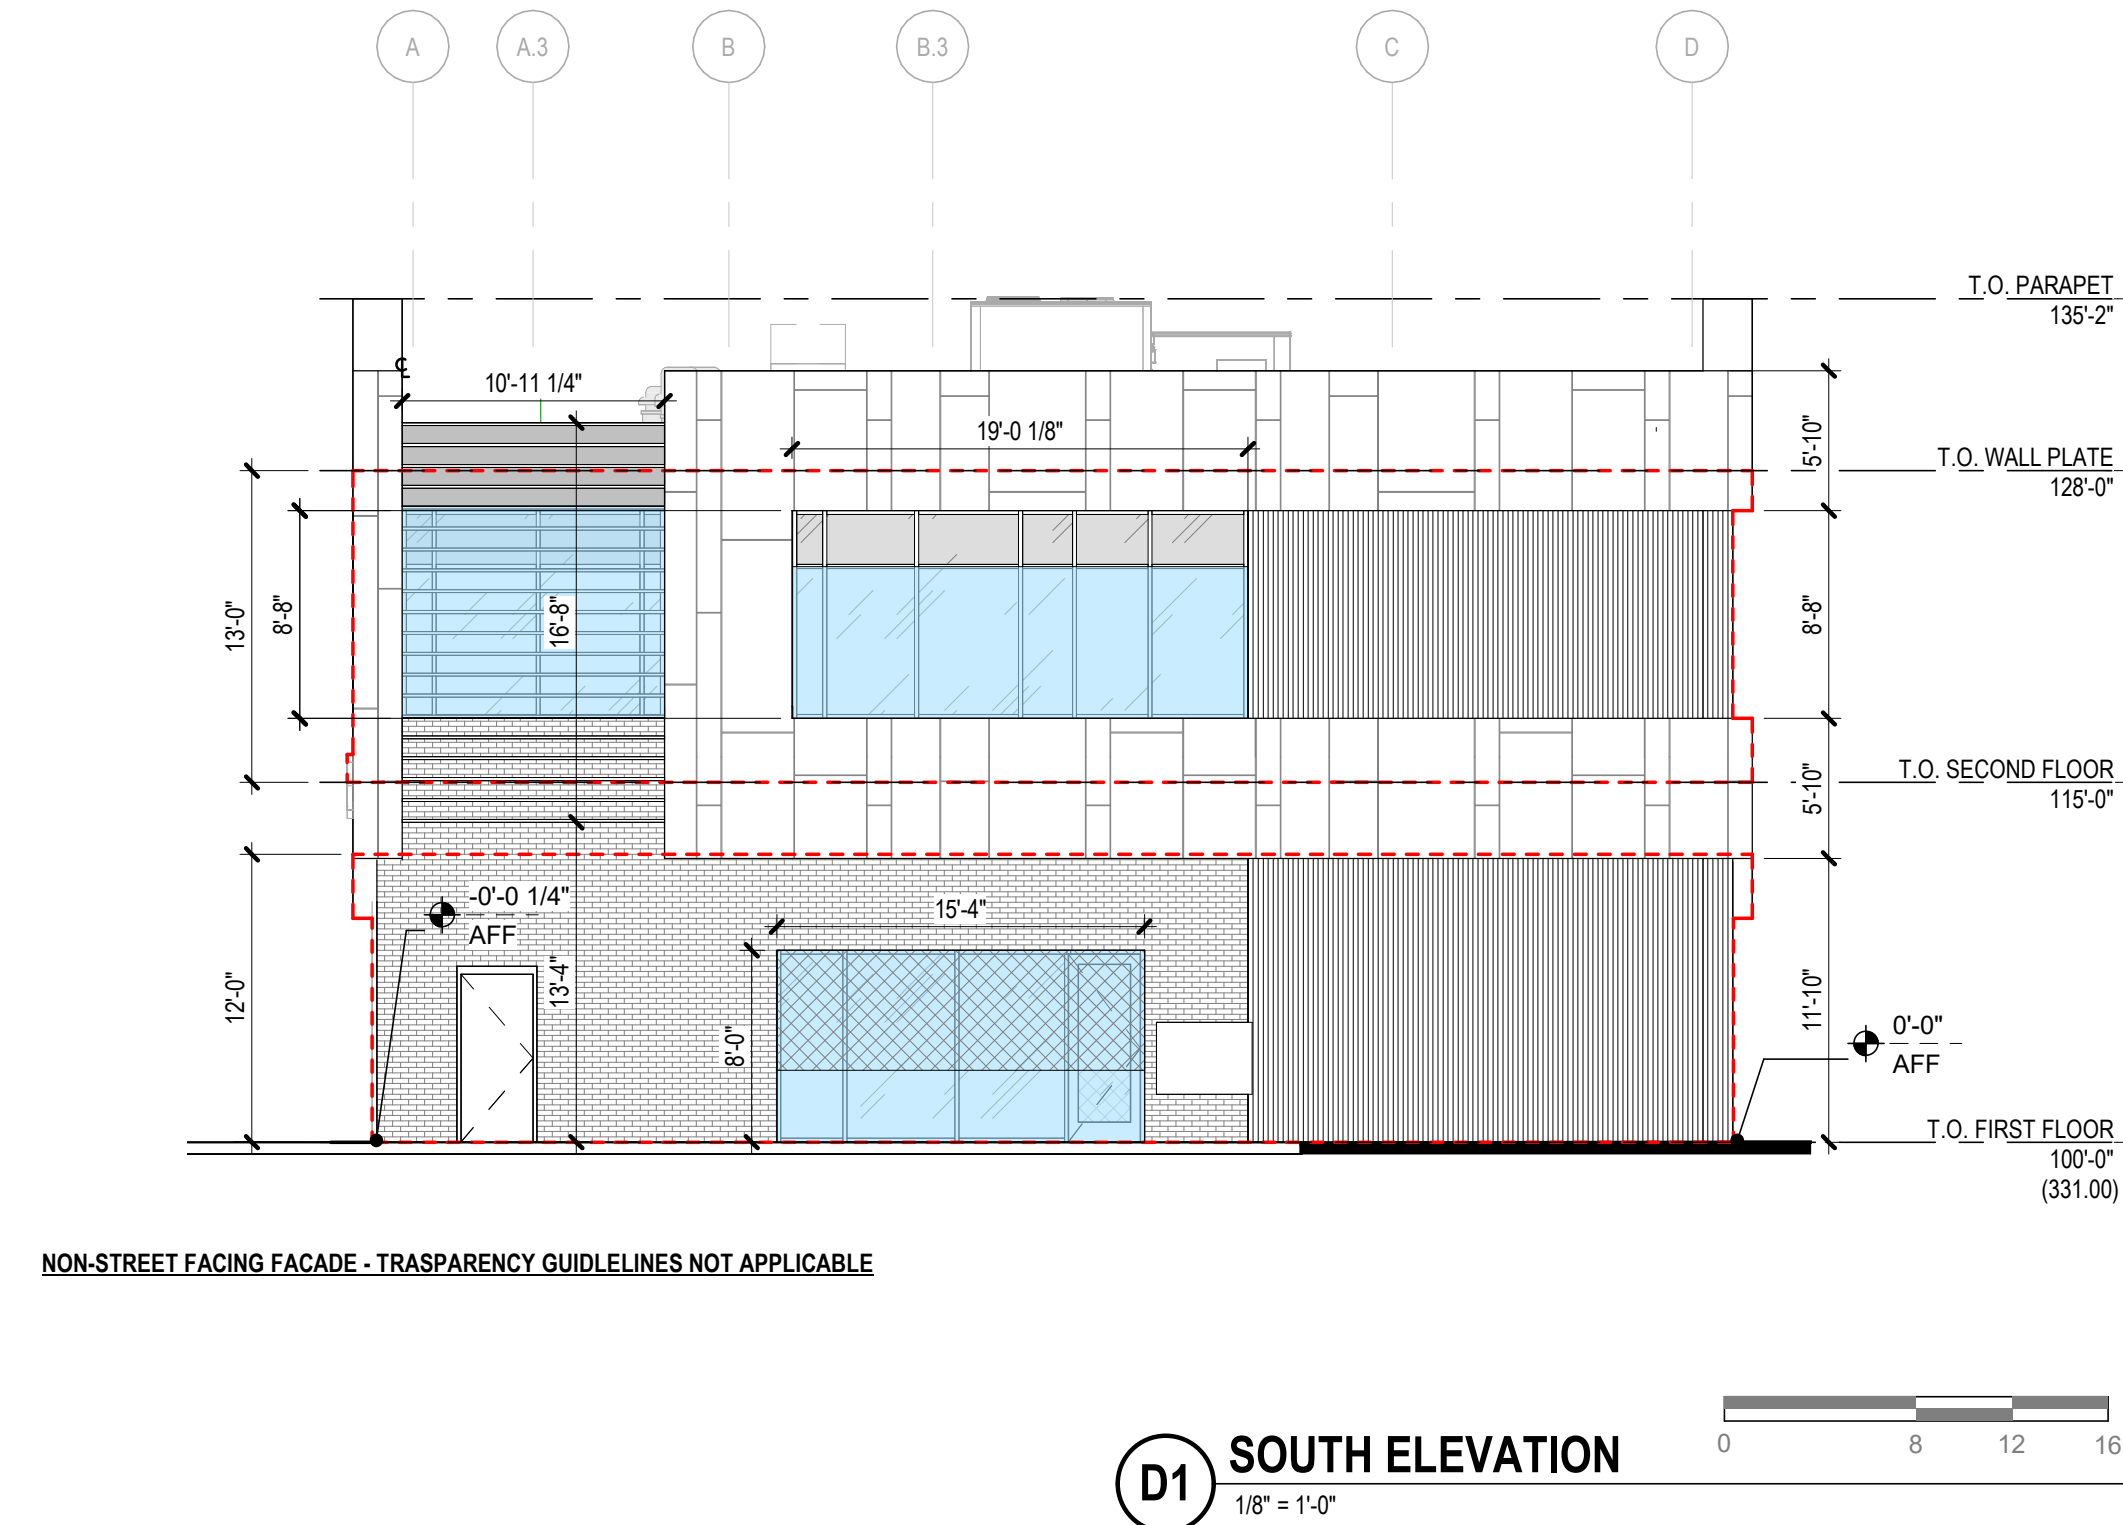 A
A.3
B
B.3
C
D
T.O. PARAPET
135'-2"
℄
10'-11 1/4"
19'-0 1/8"
5'-10"
T.O. WALL PLATE
128'-0"
13'-0"
8'-8"
16'-8"
8'-8"
T.O. SECOND FLOOR
115'-0"
5'-10"
-0'-0 1/4"
AFF
15'-4"
12'-0"
13'-4"
8'-0"
11'-10"
0'-0"
AFF
T.O. FIRST FLOOR
100'-0"
(331.00)
NON-STREET FACING FACADE - TRASPARENCY GUIDLELINES NOT APPLICABLE
0 8 12 16
D1
SOUTH ELEVATION
1/8" = 1'-0"